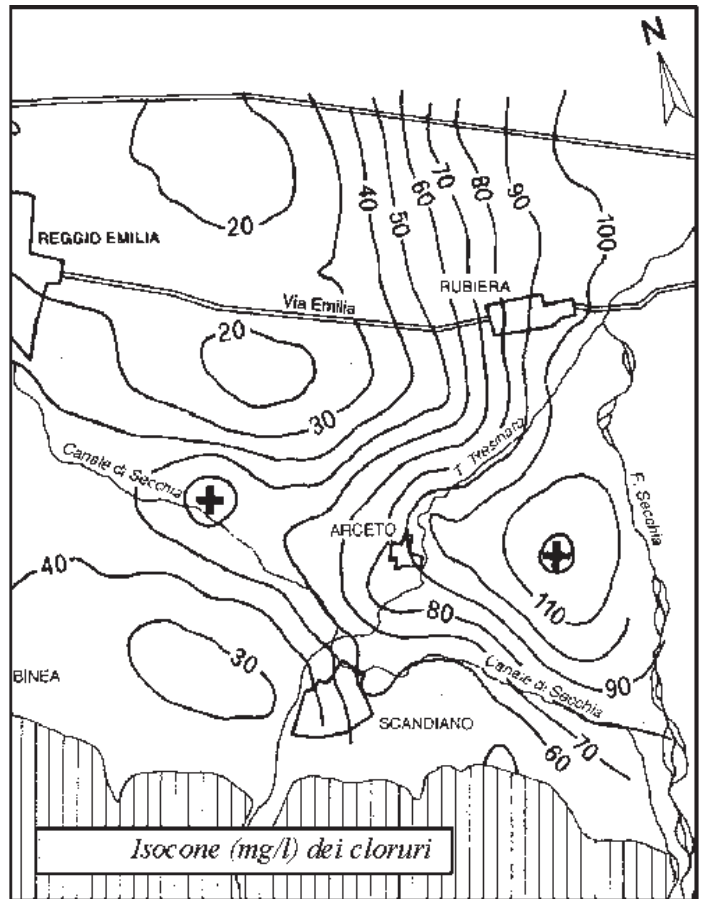 N
20
40
50
60
70
80
90
100
REGGIO EMILIA
RUBIERA
Via Emilia
20
30
Canale di Secchia
T. Tresinaro
F. Secchia
ARCETO
40
110
80
30
BINEA
90
Canale di Secchia
SCANDIANO
60
70
Isocone (mg/l) dei cloruri